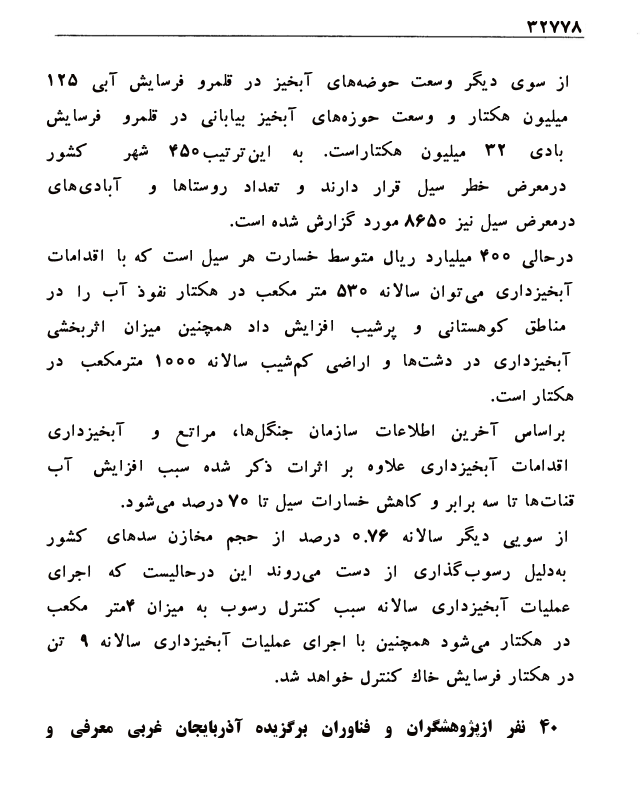 ۳۲۷۷۸
از سوی دیگر وسعت حوضه‌های آبخیز در قلمرو فرسایش آبی ۱۲۵
میلیون هکتار و وسعت حوزه‌های آبخیز بیابانی در قلمرو فرسایش
بادی ۳۲ میلیون هکتاراست. به این‌ترتیب۴۵۰ شهر کشور
درمعرض خطر سیل قرار دارند و تعداد روستاها و آبادی‌های
درمعرض سیل نیز ۸۶۵۰ مورد گزارش شده است.
درحالی ۴۰۰ میلیارد ریال متوسط خسارت هر سیل است که با اقدامات
آبخیزداری می‌توان سالانه ۵۳۰ متر مکعب در هکتار نفوذ آب را در
مناطق کوهستانی و پرشیب افزایش داد همچنین میزان اثربخشی
آبخیزداری در دشت‌ها و اراضی کم‌شیب سالانه ۱۰۰۰ مترمکعب در
هکتار است.
براساس آخرین اطلاعات سازمان جنگل‌ها، مراتع و آبخیزداری
اقدامات آبخیزداری علاوه بر اثرات ذکر شده سبب افزایش آب
قنات‌ها تا سه برابر و کاهش خسارات سیل تا ۷۰ درصد می‌شود.
از سویی دیگر سالانه ۰.۷۶ درصد از حجم مخازن سدهای کشور
به‌دلیل رسوب‌گذاری از دست می‌روند این درحالیست که اجرای
عملیات آبخیزداری سالانه سبب کنترل رسوب به میزان ۴متر مکعب
در هکتار می‌شود همچنین با اجرای عملیات آبخیزداری سالانه ۹ تن
در هکتار فرسایش خاك کنترل خواهد شد.
۴۰ نفر ازپژوهشگران و فناوران برگزیده آذربایجان غربی معرفی و